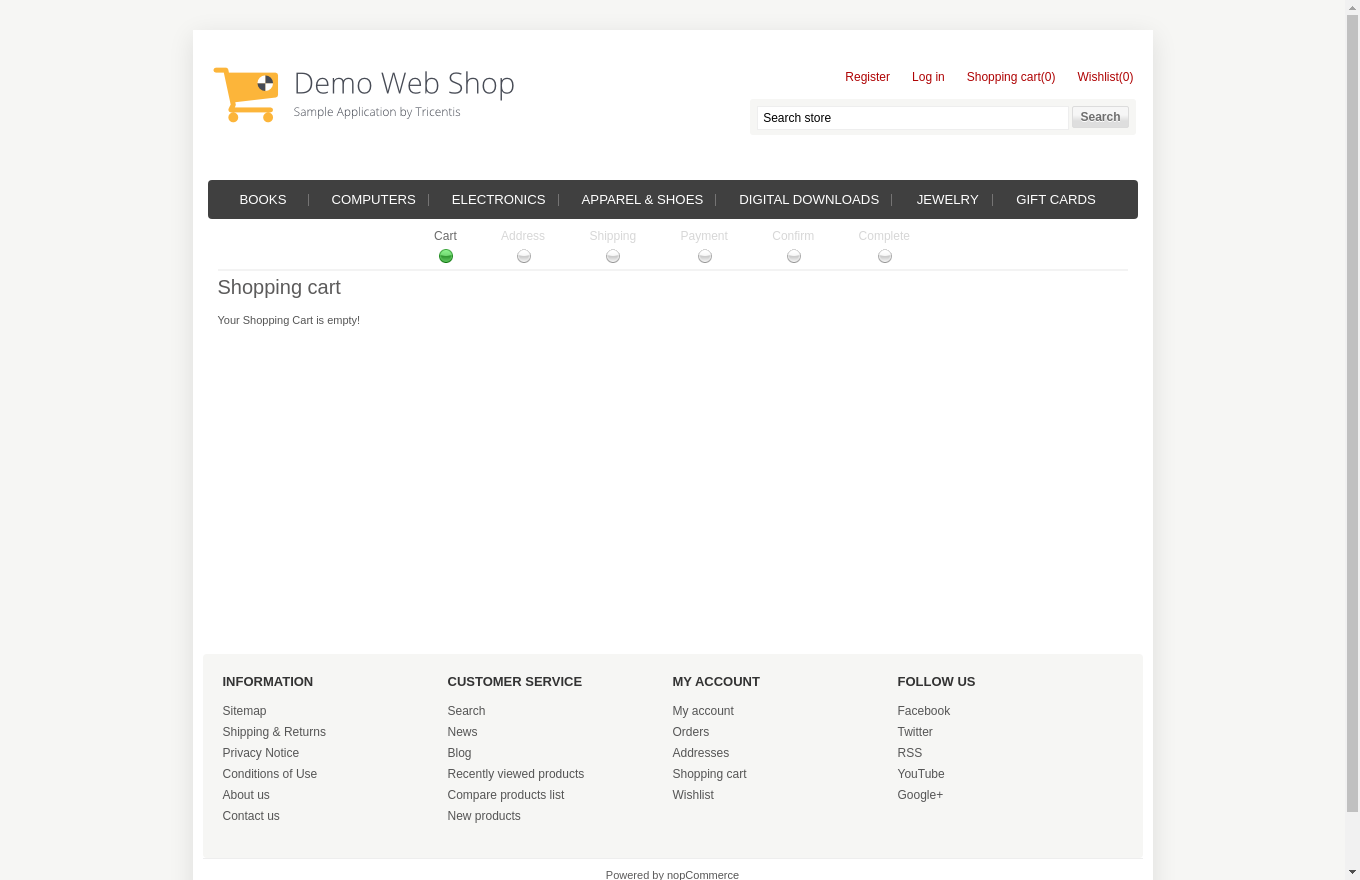 Demo Web Shop
Sample Application by Tricentis
Register Log in Shopping cart(0) Wishlist(0)
Search store Search
BOOKS COMPUTERS ELECTRONICS APPAREL & SHOES DIGITAL DOWNLOADS JEWELRY GIFT CARDS
Cart Address Shipping Payment Confirm Complete
Shopping cart
Your Shopping Cart is empty!
INFORMATION
Sitemap
Shipping & Returns
Privacy Notice
Conditions of Use
About us
Contact us
CUSTOMER SERVICE
Search
News
Blog
Recently viewed products
Compare products list
New products
MY ACCOUNT
My account
Orders
Addresses
Shopping cart
Wishlist
FOLLOW US
Facebook
Twitter
RSS
YouTube
Google+
Powered by nopCommerce